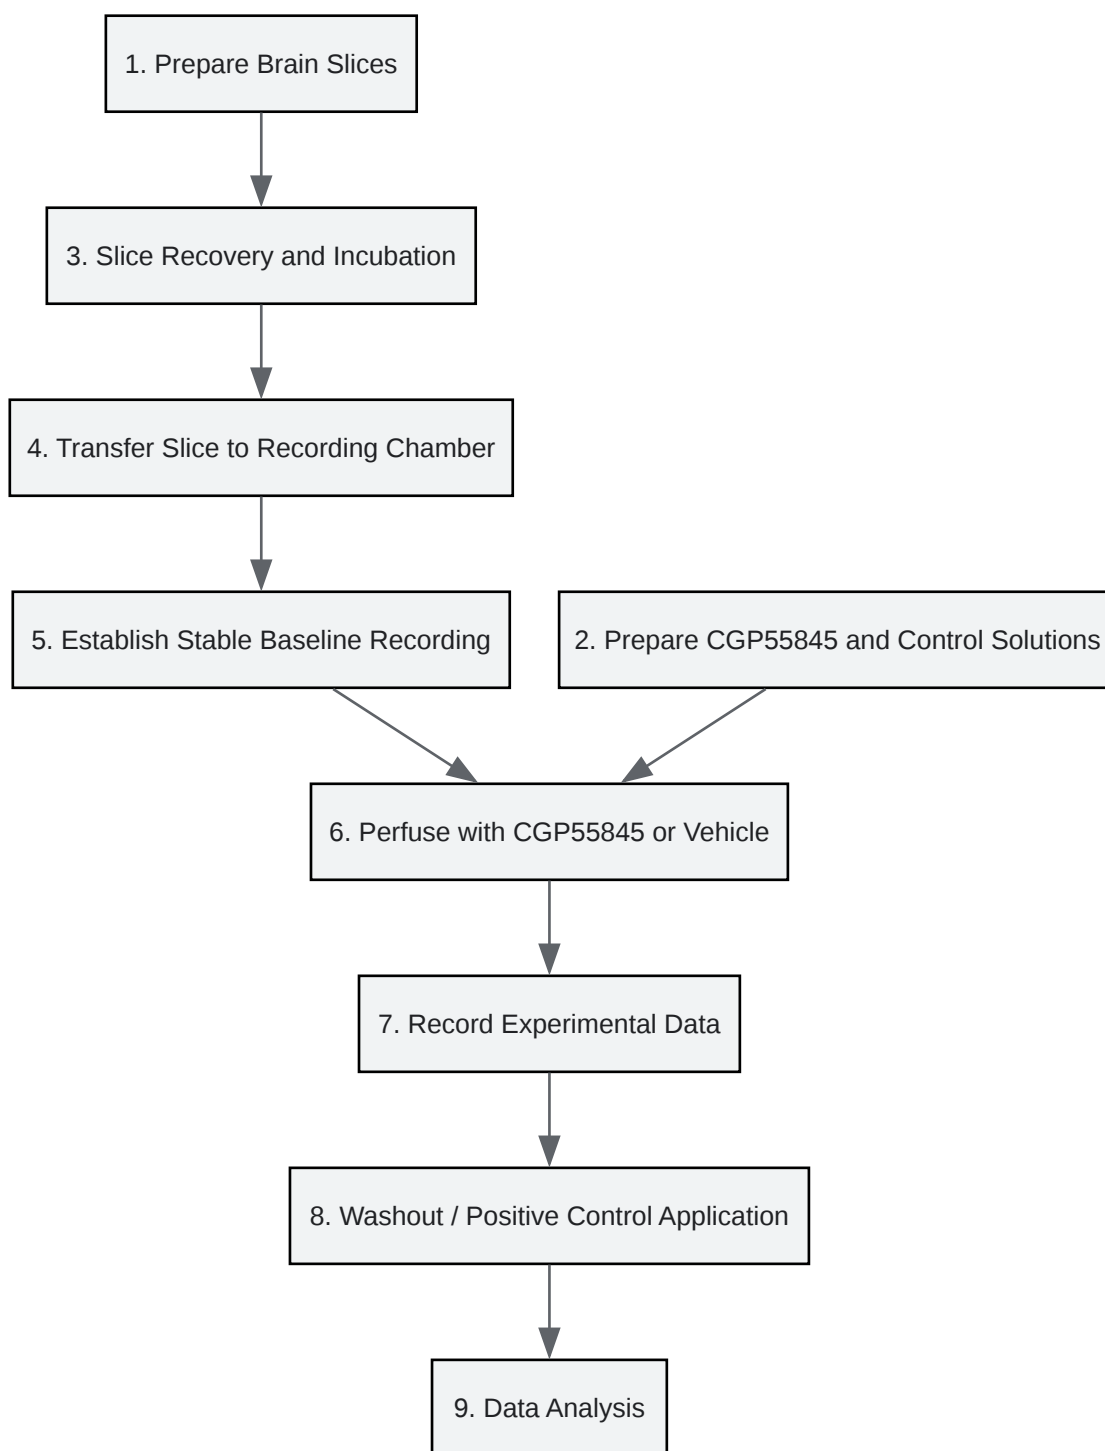 1. Prepare Brain Slices
3. Slice Recovery and Incubation
4. Transfer Slice to Recording Chamber
5. Establish Stable Baseline Recording
2. Prepare CGP55845 and Control Solutions
6. Perfuse with CGP55845 or Vehicle
7. Record Experimental Data
8. Washout / Positive Control Application
9. Data Analysis